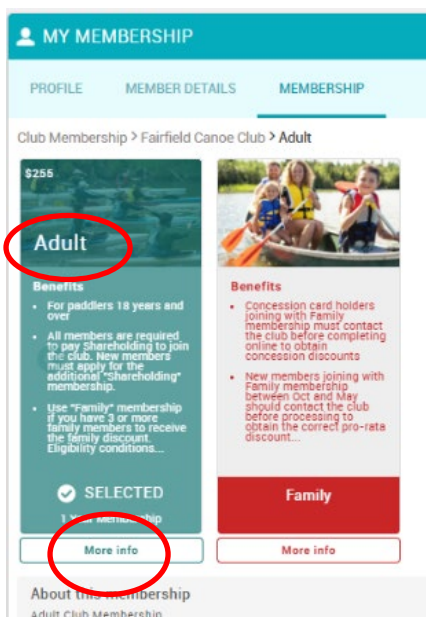 MY MEMBERSHIP
PROFILE MEMBER DETAILS MEMBERSHIP
Club Membership > Fairfield Canoe Club > Adult
$255
Adult
Benefits
• For paddlers 18 years and
over
• All members are required
to pay Shareholding to join
the club. New members
must apply for the
additional "Shareholding"
membership.
• Use "Family" membership
if you have 3 or more
family members to receive
the family discount.
Eligibility conditions...
SELECTED
1 Year Membership
More info
Benefits
• Concession card holders
joining with Family
membership must contact
the club before completing
online to obtain
concession discounts
• New members joining with
Family membership
between Oct and May
should contact the club
before processing to
obtain the correct pro-rata
discount...
Family
More info
About this membership
Adult Club Membership